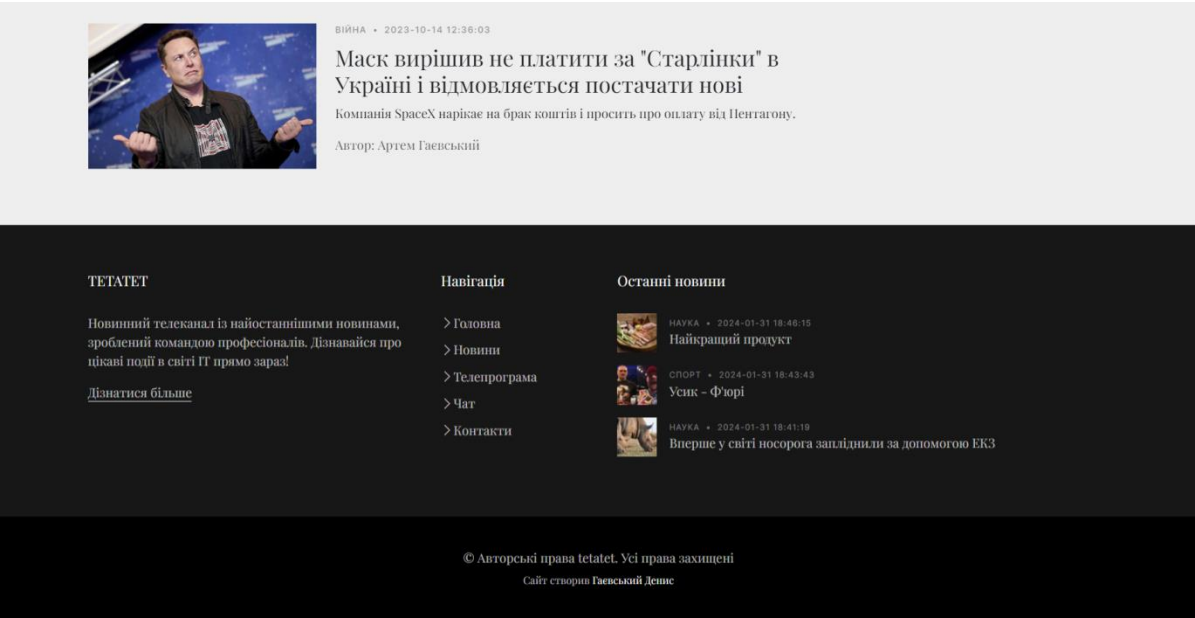 ВІЙНА • 2023-10-14 12:36:03
Маск вирішив не платити за "Старлінки" в
Україні і відмовляється постачати нові
Компанія SpaceX нарікає на брак коштів і просить про оплату від Пентагону.
Автор: Артем Гаєвський
TETATET
Новинний телеканал із найостаннішими новинами,
зроблений командою професіоналів. Дізнавайся про
цікаві події в світі IT прямо зараз!
Дізнатися більше
Навігація
Головна
Новини
Телепрограма
Чат
Контакти
Останні новини
НАУКА • 2024-01-31 18:46:15
Найкращий продукт
СПОРТ • 2024-01-31 18:43:43
Усик - Ф'юрі
НАУКА • 2024-01-31 18:41:19
Вперше у світі носорога запліднили за допомогою ЕКЗ
© Авторські права tetatet. Усі права захищені
Сайт створив Гаєвський Денис